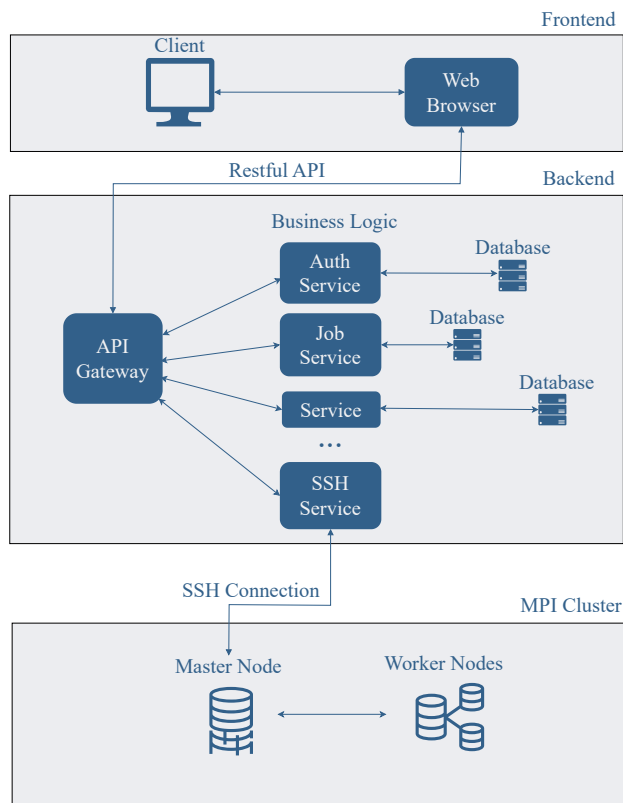 Frontend
Client
Web
Browser
Restful API
Backend
Business Logic
Auth
Service
Database
API
Gateway
Job
Service
Database
Service
Database
...
SSH
Service
SSH Connection
MPI Cluster
Master Node
Worker Nodes